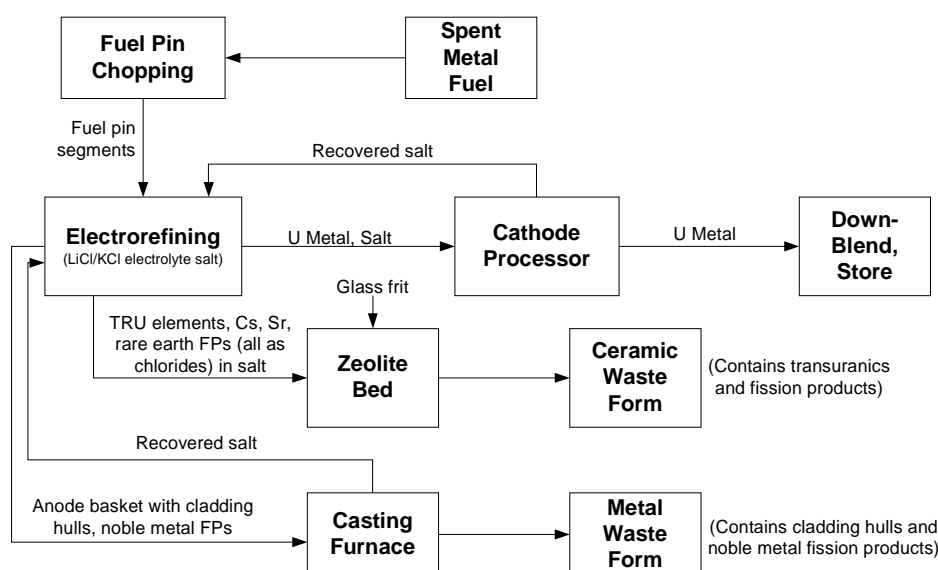 Fuel Pin
Chopping
Spent
Metal
Fuel
Fuel pin
segments
Recovered salt
Electrorefining
(LiCl/KCl electrolyte salt)
U Metal, Salt
Cathode
Processor
U Metal
Down-
Blend,
Store
Glass frit
TRU elements, Cs, Sr,
rare earth FPs (all as
chlorides) in salt
Zeolite
Bed
Ceramic
Waste
Form
(Contains transuranics
and fission products)
Recovered salt
Anode basket with cladding
hulls, noble metal FPs
Casting
Furnace
Metal
Waste
Form
(Contains cladding hulls and
noble metal fission products)